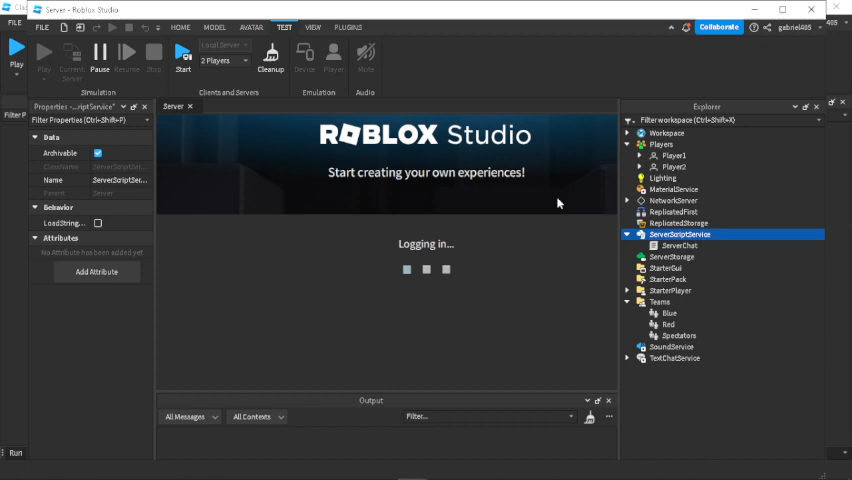 Server - Roblox Studio
FILE
HOME MODEL AVATAR TEST VIEW PLUGINS
Collaborate
gabriel405
Play
Current Server
Pause
Resume
Stop
Simulation
Local Server
2 Players
Start
Cleanup
Clients and Servers
Device
Player
Emulation
Mute
Audio
Properties - ...riptService"
Filter Properties (Ctrl+Shift+P)
Data
Archivable
ClassName ServerScriptSer...
Name ServerScriptSer...
Parent Server
Behavior
LoadString...
Attributes
No Attribute has been added yet
Add Attribute
Server
ROBLOX Studio
Start creating your own experiences!
Logging in...
Output
All Messages All Contexts Filter...
Explorer
Filter workspace (Ctrl+Shift+X)
Workspace
Players
Player1
Player2
Lighting
MaterialService
NetworkServer
ReplicatedFirst
ReplicatedStorage
ServerScriptService
ServerChat
ServerStorage
StarterGui
StarterPack
StarterPlayer
Teams
Blue
Red
Spectators
SoundService
TextChatService
FILE
Play
Filter P
Run
405